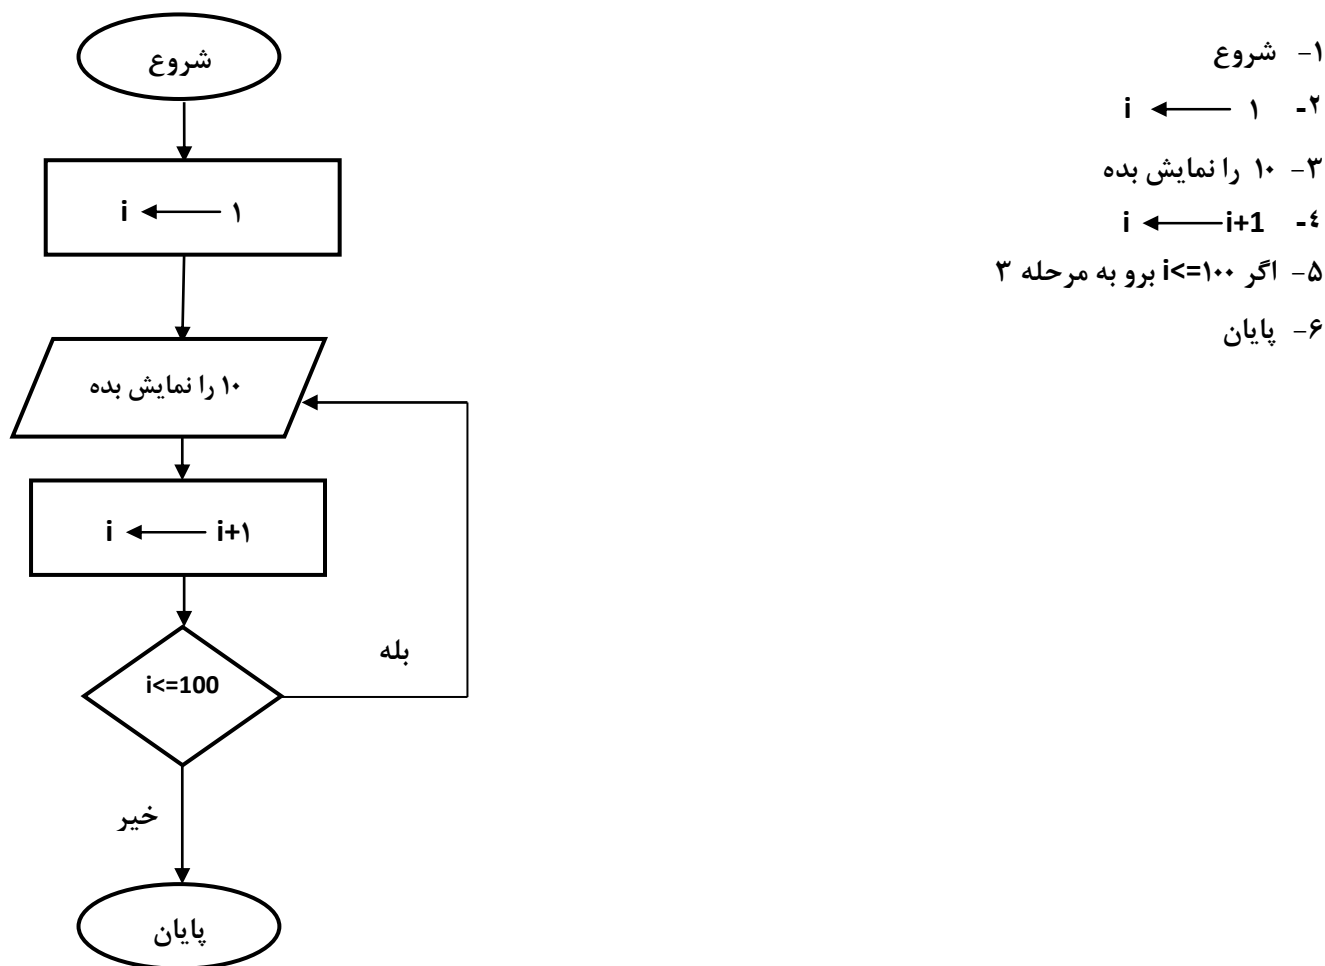 ۱- شروع
۲- i ← ۱
۳- ۱۰ را نمایش بده
٤- i ← i+1
۵- اگر i<=۱۰۰ برو به مرحله ۳
۶- پایان
شروع
i ← ۱
۱۰ را نمایش بده
i ← i+۱
i<=100
بله
خیر
پایان